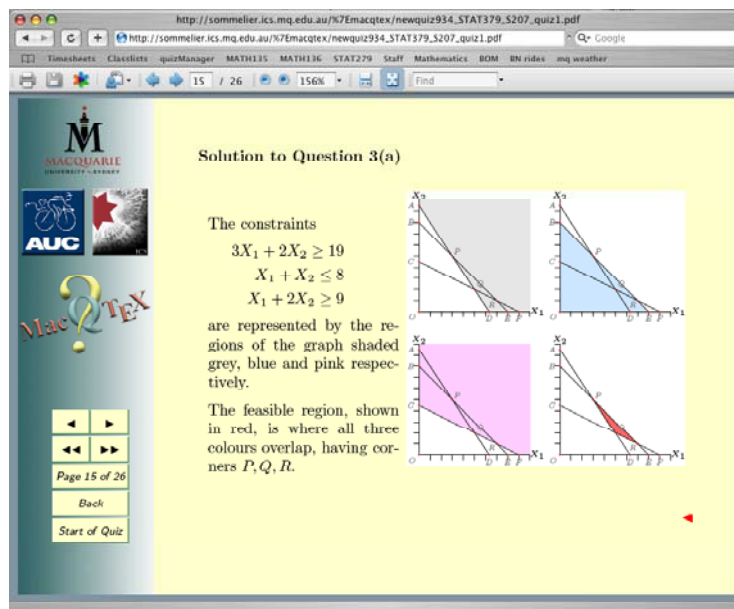 http://sommelier.ics.mq.edu.au/%7Emacqtex/newquiz934_STAT379_S207_quiz1.pdf
http://sommelier.ics.mq.edu.au/%7Emacqtex/newquiz934_STAT379_S207_quiz1.pdf
Google
Timesheets Classlists quizManager MATH135 MATH136 STAT279 Staff Mathematics BOM BN rides mq weather
15 / 26 156% Find
M
MACQUARIE
UNIVERSITY ~ SYDNEY
AUC
ICS
MacQTEX
Page 15 of 26
Back
Start of Quiz
Solution to Question 3(a)
The constraints
3X₁ + 2X₂ ≥ 19
X₁ + X₂ ≤ 8
X₁ + 2X₂ ≥ 9
are represented by the re-
gions of the graph shaded
grey, blue and pink respec-
tively.
The feasible region, shown
in red, is where all three
colours overlap, having cor-
ners P, Q, R.
X₂
A
B
C
P
Q
R
O
D E F X₁
X₂
A
B
C
P
Q
R
O
D E F X₁
X₂
A
B
C
P
Q
R
O
D E F X₁
X₂
A
B
C
P
Q
R
O
D E F X₁